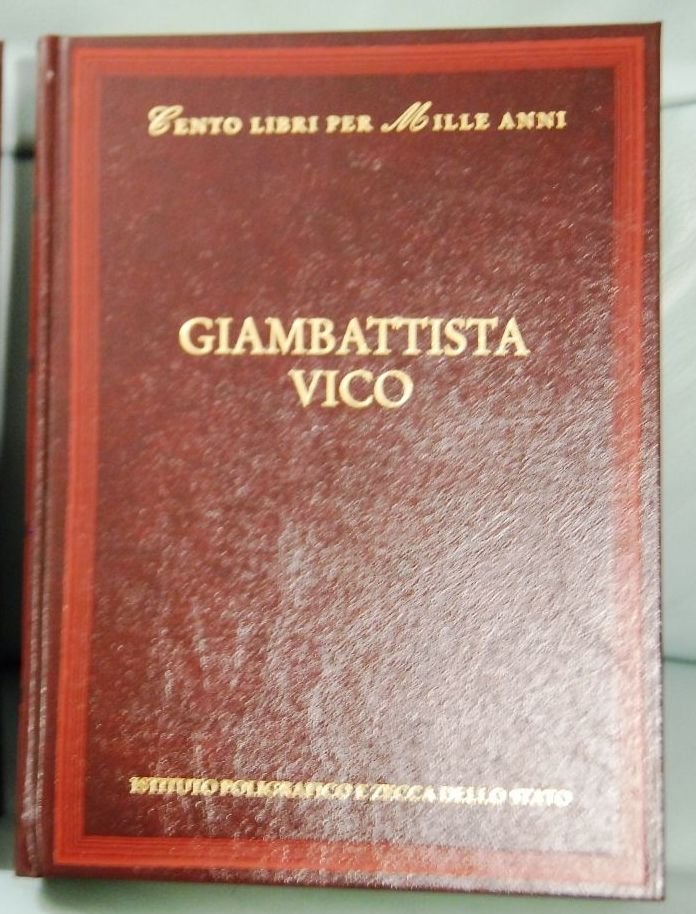 CENTO LIBRI PER MILLE ANNI
GIAMBATTISTA
VICO
ISTITUTO POLIGRAFICO E ZECCA DELLO STATO